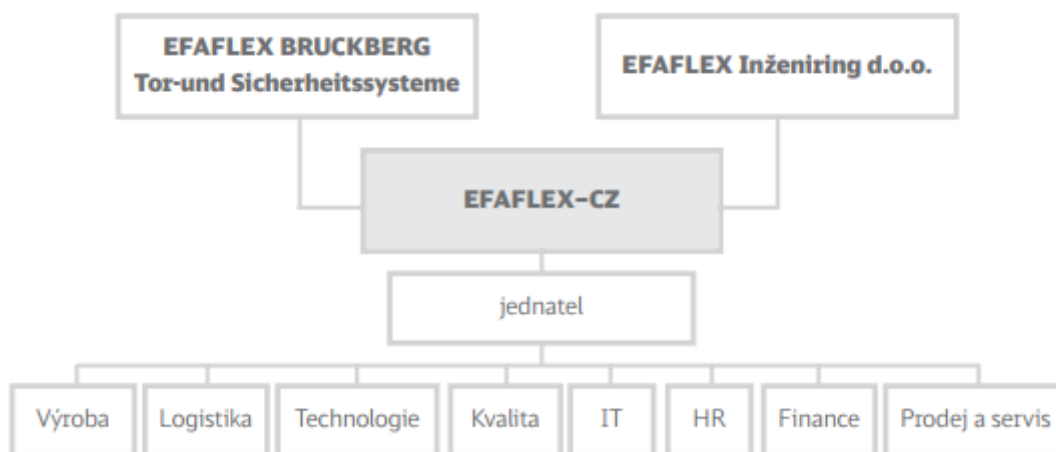 EFAFLEX BRUCKBERG
Tor-und Sicherheitssysteme
EFAFLEX Inženiring d.o.o.
EFAFLEX–CZ
jednatel
Výroba
Logistika
Technologie
Kvalita
IT
HR
Finance
Prodej a servis